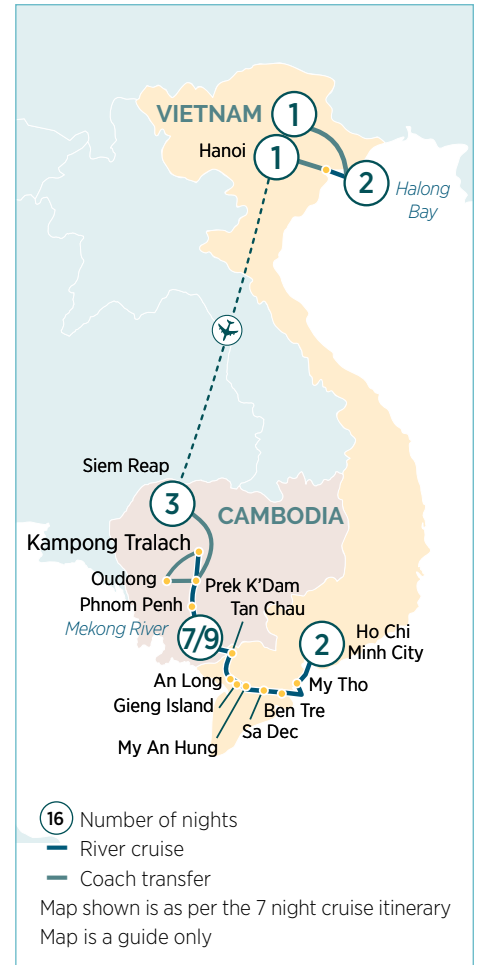 VIETNAM
1
Hanoi
1
2
Halong
Bay
Siem Reap
3
CAMBODIA
Kampong Tralach
Oudong
Prek K’Dam
Phnom Penh
Tan Chau
Mekong River
7/9
2
Ho Chi
Minh City
An Long
My Tho
Gieng Island
Ben Tre
Sa Dec
My An Hung
16 Number of nights
River cruise
Coach transfer
Map shown is as per the 7 night cruise itinerary
Map is a guide only